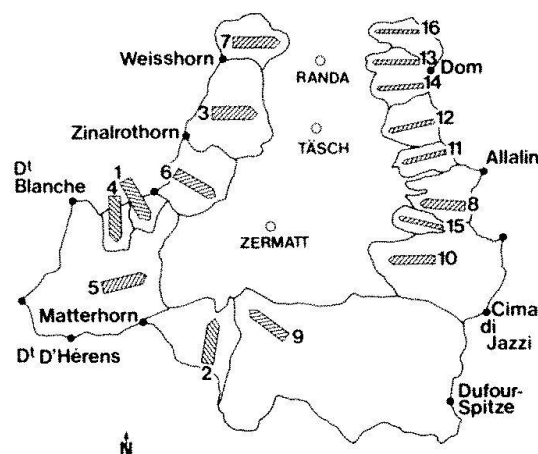 16
7
Weisshorn
RANDA
13
Dom
14
3
Zinalrothorn
TÄSCH
12
11
Dᵗ
Blanche
1
4
6
Allalin
8
15
ZERMATT
10
5
Matterhorn
Cima
di
Jazzi
9
2
Dᵗ D'Hérens
Dufour-
Spitze
N